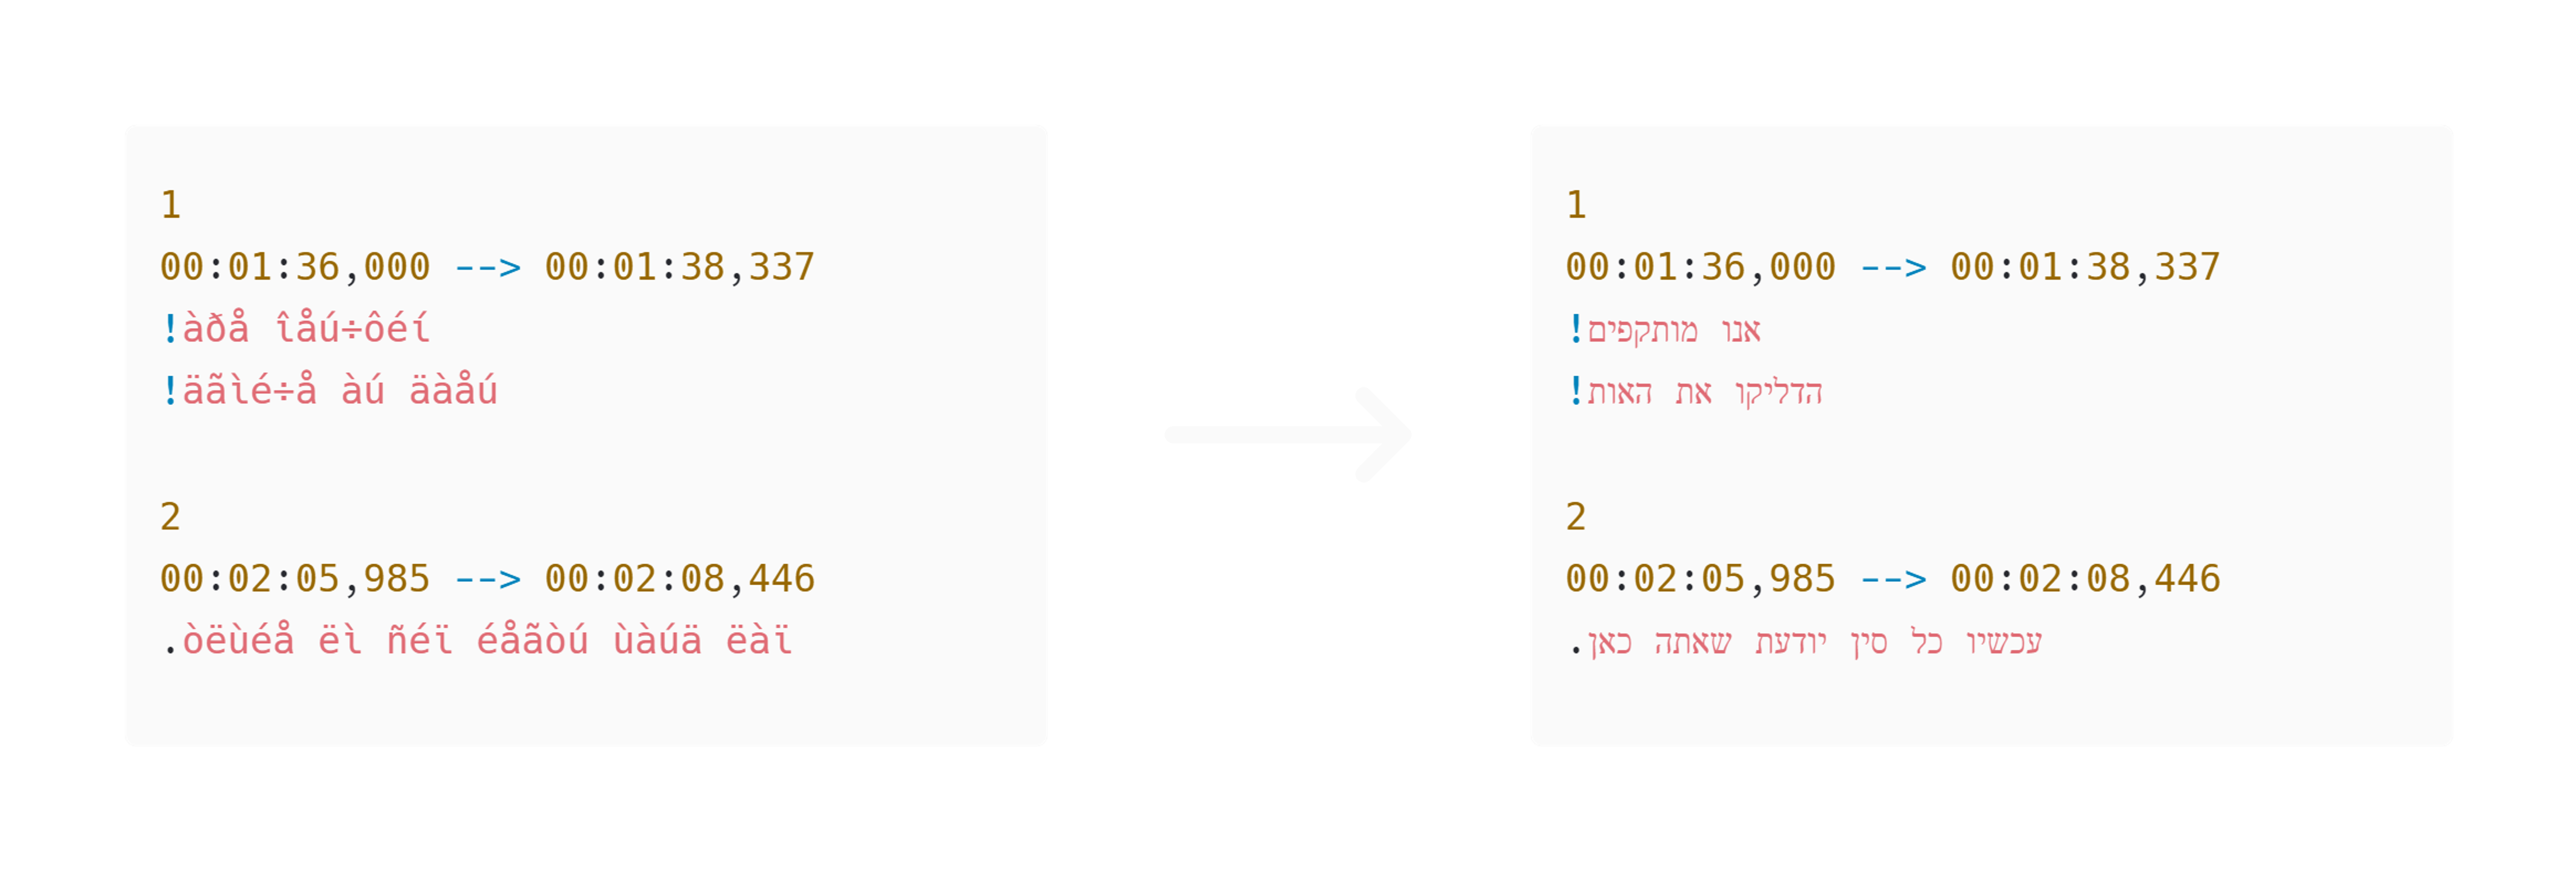 1
00:01:36,000 --> 00:01:38,337
!àðå îåú÷ôéí
!äãìé÷å àú äàåú
2
00:02:05,985 --> 00:02:08,446
.òëùéå ëì ñéï éåãòú ùàúä ëàï
1
00:01:36,000 --> 00:01:38,337
!אנו מותקפים
!הדליקו את האות
2
00:02:05,985 --> 00:02:08,446
.עכשיו כל סין יודעת שאתה כאן